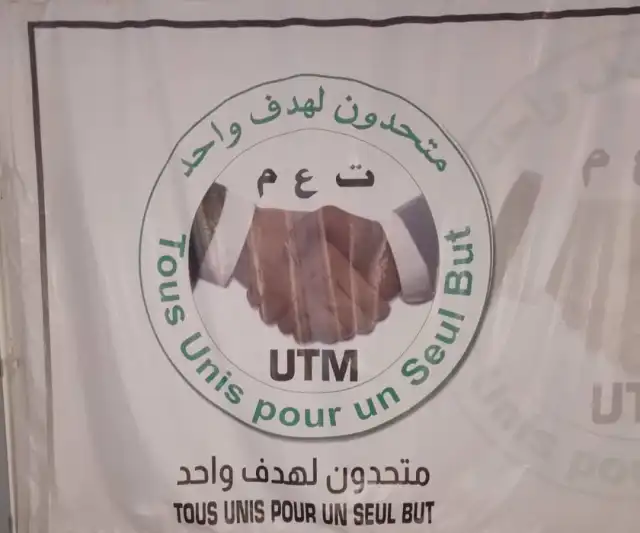 متحدون لهدف واحد
ت ع م
UTM
Tous Unis pour un Seul But
متحدون لهدف واحد
TOUS UNIS POUR UN SEUL BUT